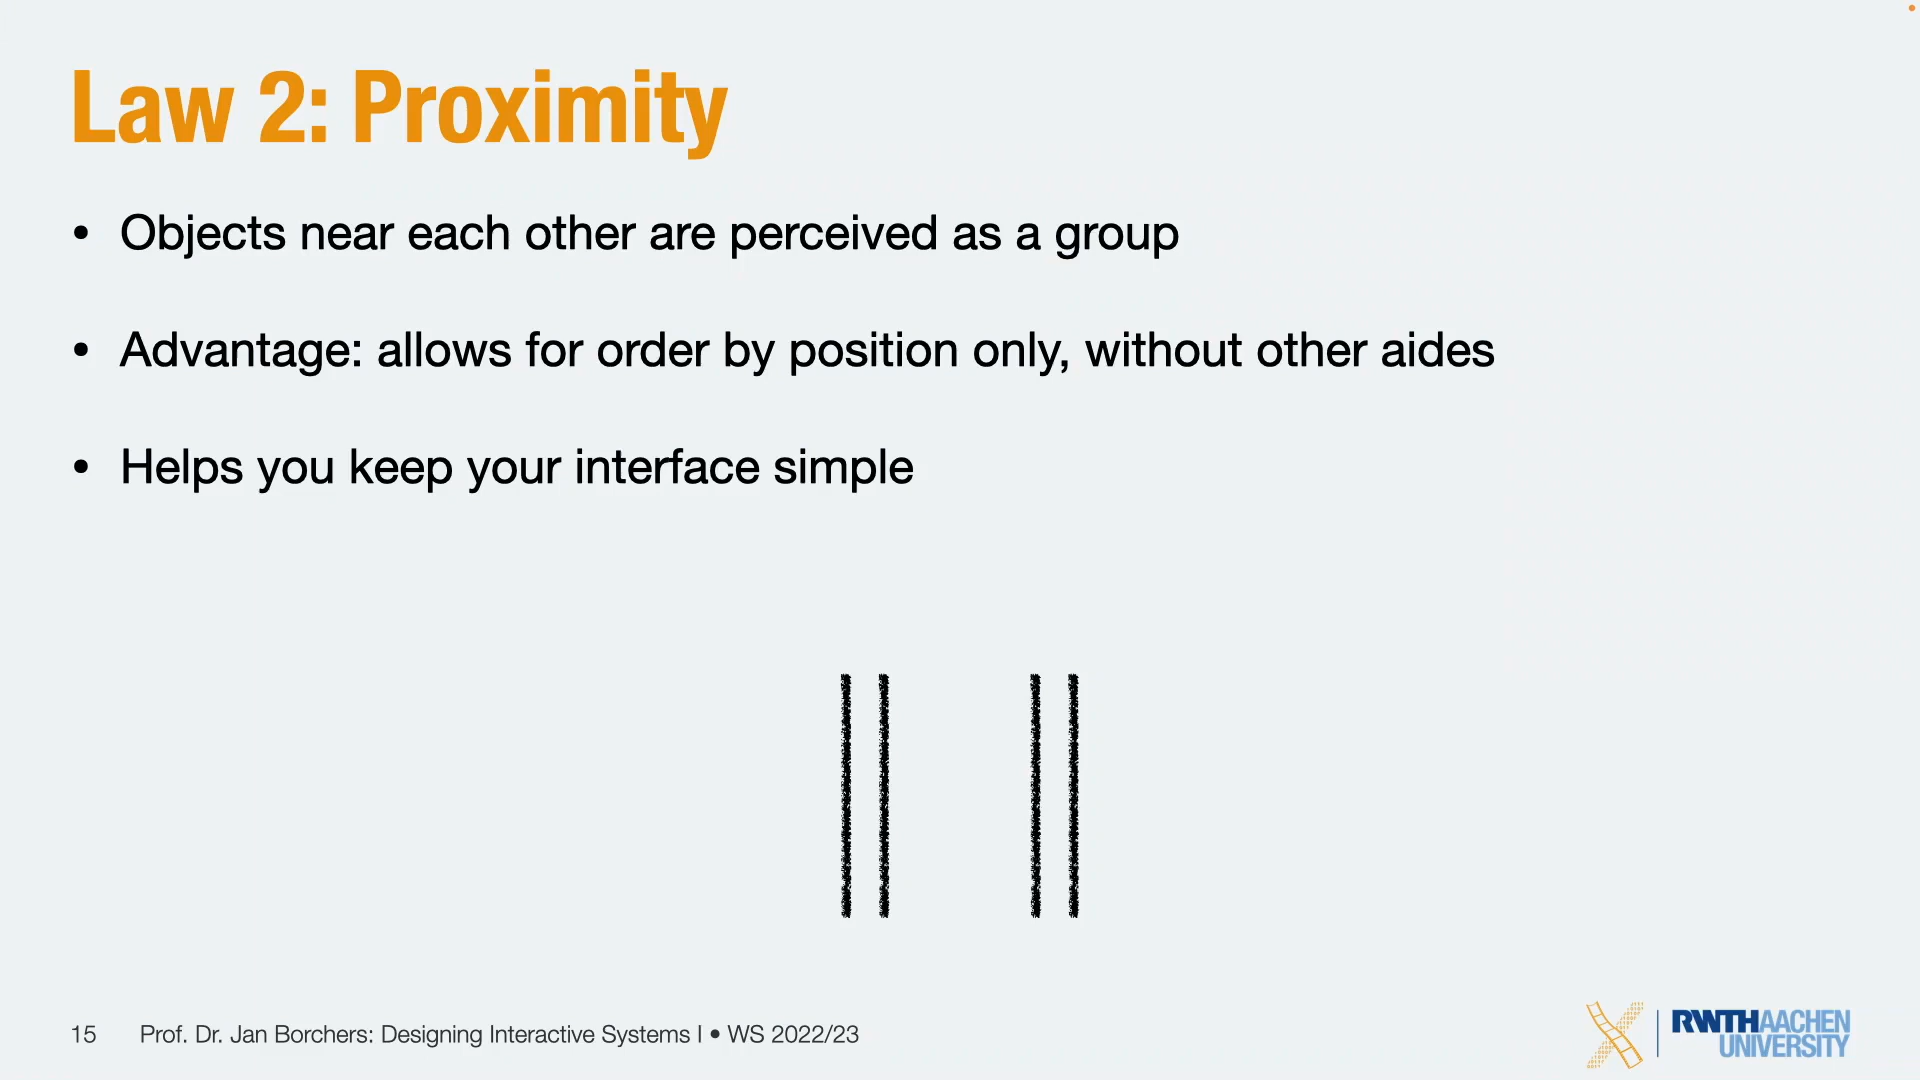 Law 2: Proximity
• Objects near each other are perceived as a group
• Advantage: allows for order by position only, without other aides
• Helps you keep your interface simple
15 Prof. Dr. Jan Borchers: Designing Interactive Systems I • WS 2022/23
RWTHAACHEN
UNIVERSITY